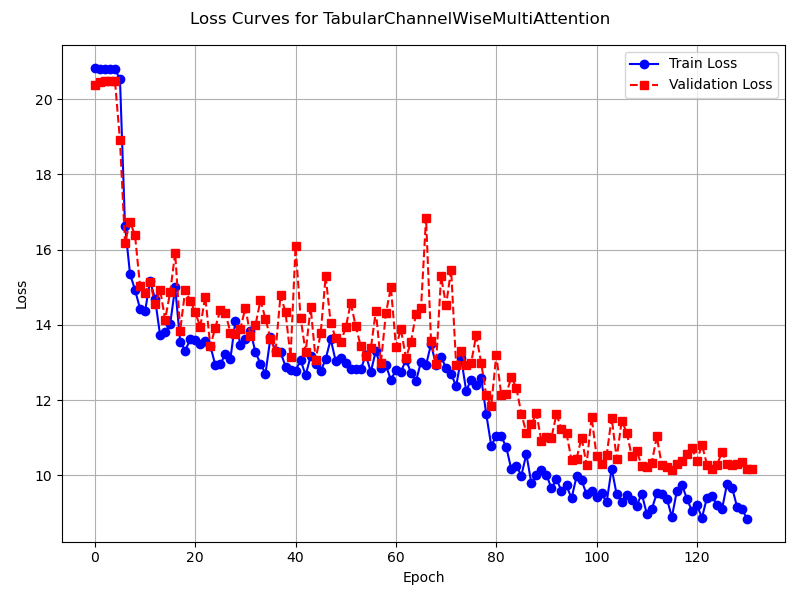 Loss Curves for TabularChannelWiseMultiAttention
Train Loss
Validation Loss
20
18
16
14
12
10
Loss
0
20
40
60
80
100
120
Epoch